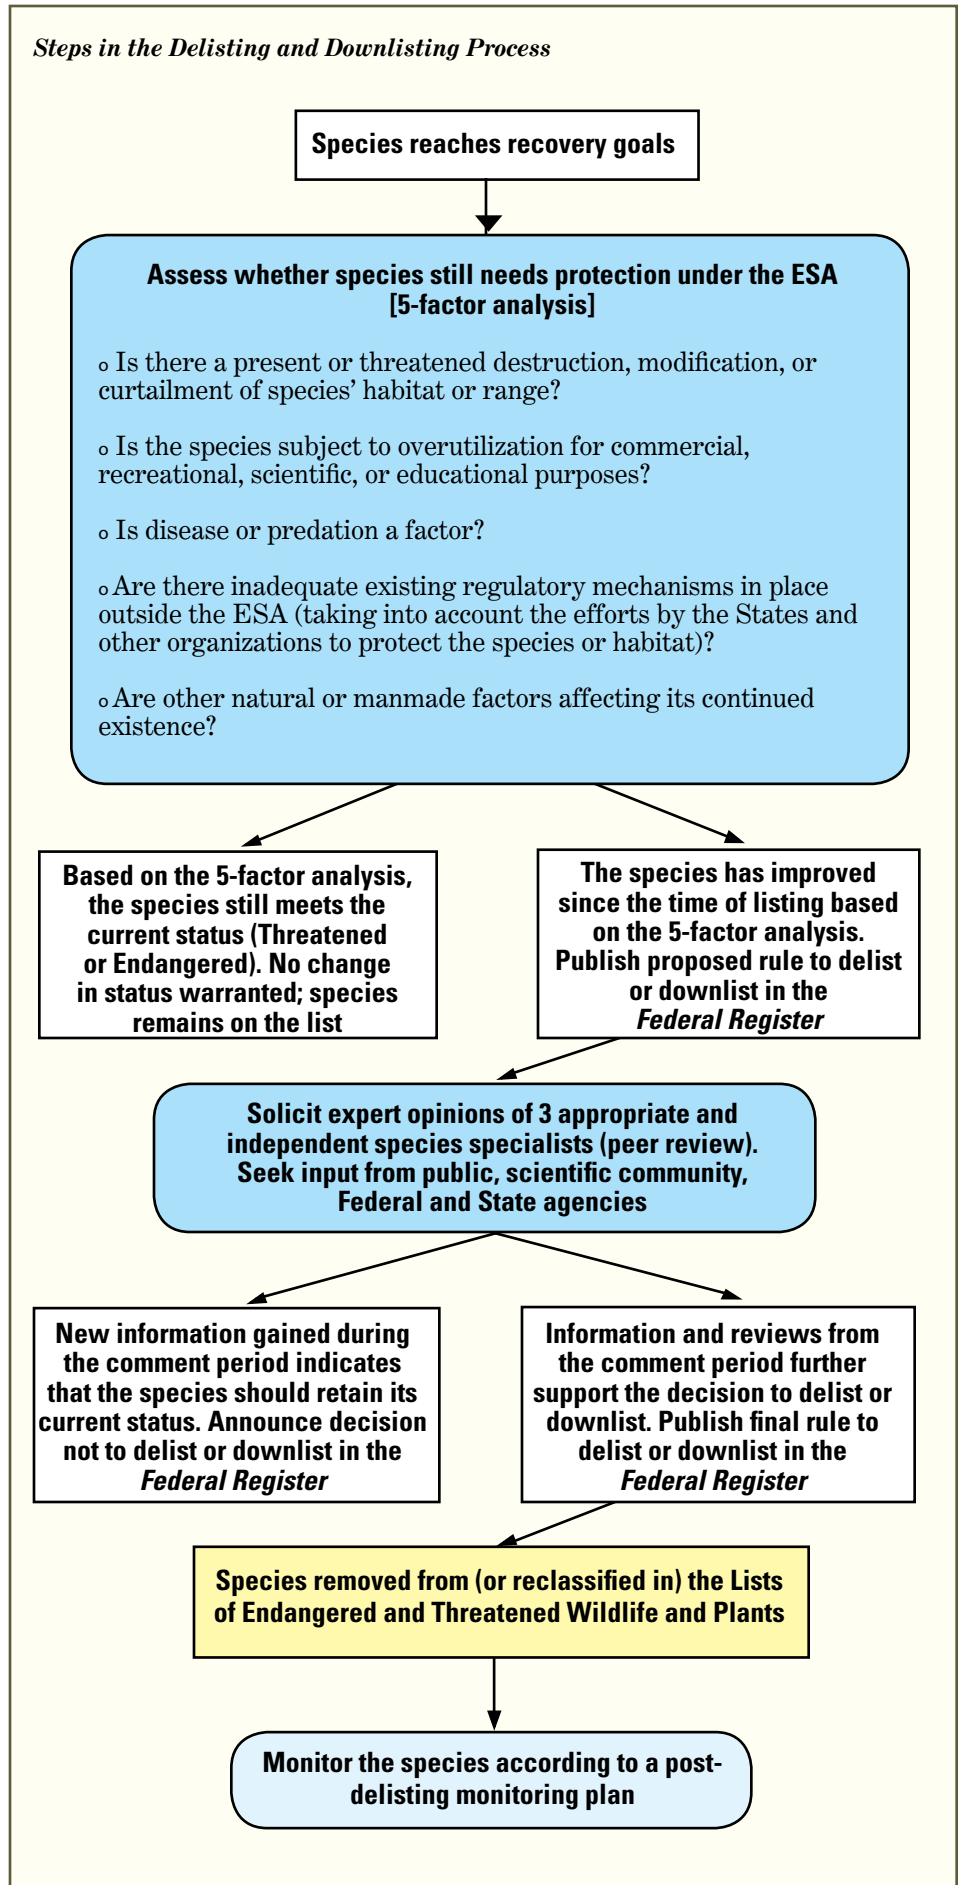 Steps in the Delisting and Downlisting Process
Species reaches recovery goals
Assess whether species still needs protection under the ESA
[5-factor analysis]
o Is there a present or threatened destruction, modification, or
curtailment of species’ habitat or range?
o Is the species subject to overutilization for commercial,
recreational, scientific, or educational purposes?
o Is disease or predation a factor?
o Are there inadequate existing regulatory mechanisms in place
outside the ESA (taking into account the efforts by the States and
other organizations to protect the species or habitat)?
o Are other natural or manmade factors affecting its continued
existence?
Based on the 5-factor analysis,
the species still meets the
current status (Threatened
or Endangered). No change
in status warranted; species
remains on the list
The species has improved
since the time of listing based
on the 5-factor analysis.
Publish proposed rule to delist
or downlist in the
Federal Register
Solicit expert opinions of 3 appropriate and
independent species specialists (peer review).
Seek input from public, scientific community,
Federal and State agencies
New information gained during
the comment period indicates
that the species should retain its
current status. Announce decision
not to delist or downlist in the
Federal Register
Information and reviews from
the comment period further
support the decision to delist or
downlist. Publish final rule to
delist or downlist in the
Federal Register
Species removed from (or reclassified in) the Lists
of Endangered and Threatened Wildlife and Plants
Monitor the species according to a post-
delisting monitoring plan